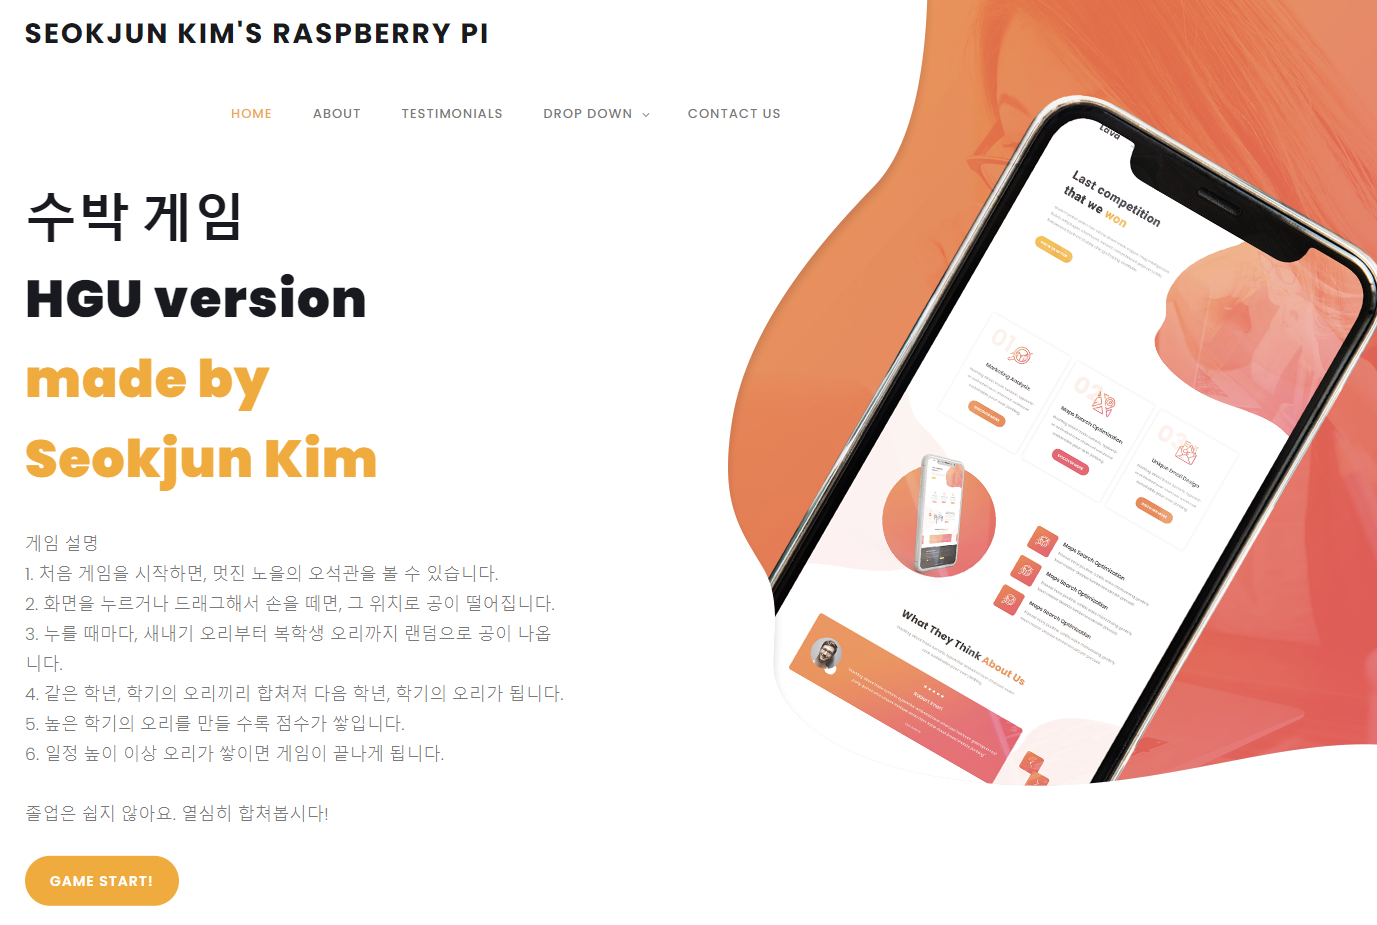 SEOKJUN KIM'S RASPBERRY PI
HOME
ABOUT
TESTIMONIALS
DROP DOWN
CONTACT US
수박 게임
HGU version
made by
Seokjun Kim
게임 설명
1. 처음 게임을 시작하면, 멋진 노을의 오석관을 볼 수 있습니다.
2. 화면을 누르거나 드래그해서 손을 떼면, 그 위치로 공이 떨어집니다.
3. 누를 때마다, 새내기 오리부터 복학생 오리까지 랜덤으로 공이 나옵
니다.
4. 같은 학년, 학기의 오리끼리 합쳐져 다음 학년, 학기의 오리가 됩니다.
5. 높은 학기의 오리를 만들 수록 점수가 쌓입니다.
6. 일정 높이 이상 오리가 쌓이면 게임이 끝나게 됩니다.
졸업은 쉽지 않아요. 열심히 합쳐봅시다!
GAME START!
Lava
Last competition
that we won
01
Marketing Analysis
02
Maps Search Optimization
03
Unique Email Design
Maps Search Optimization
Maps Search Optimization
Maps Search Optimization
What They Think About Us